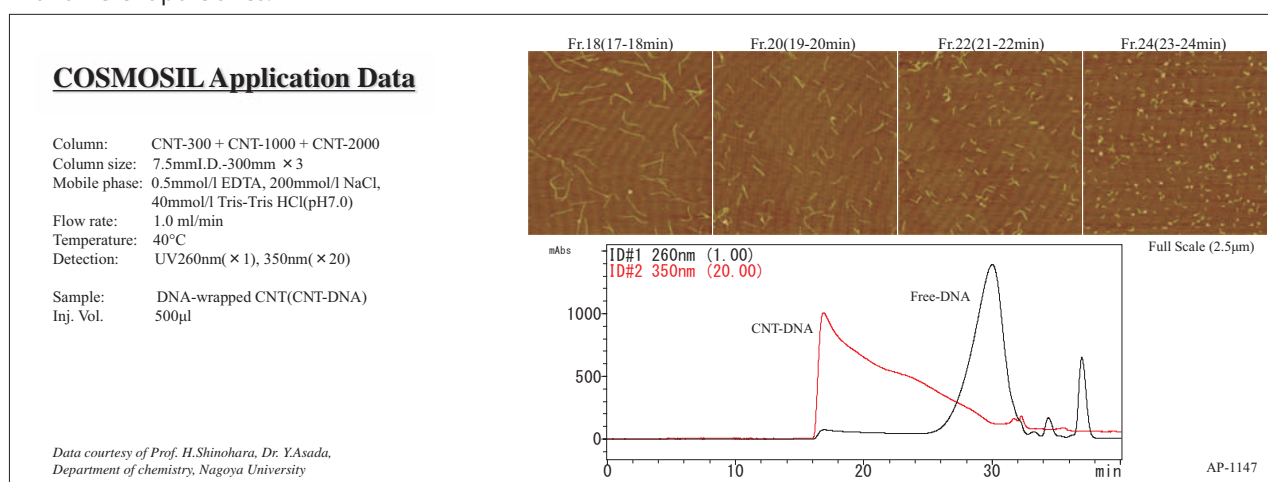 COSMOSIL Application Data
Column: CNT-300 + CNT-1000 + CNT-2000
Column size: 7.5mmI.D.-300mm ×3
Mobile phase: 0.5mmol/l EDTA, 200mmol/l NaCl,
40mmol/l Tris-Tris HCl(pH7.0)
Flow rate: 1.0 ml/min
Temperature: 40°C
Detection: UV260nm(×1), 350nm(×20)
Sample: DNA-wrapped CNT(CNT-DNA)
Inj. Vol. 500μl
Data courtesy of Prof. H.Shinohara, Dr. Y.Asada,
Department of chemistry, Nagoya University
Fr.18(17-18min) Fr.20(19-20min) Fr.22(21-22min) Fr.24(23-24min)
Full Scale (2.5μm)
mAbs
ID#1 260nm (1.00)
ID#2 350nm (20.00)
Free-DNA
CNT-DNA
1000
500
0
0 10 20 30 min
AP-1147